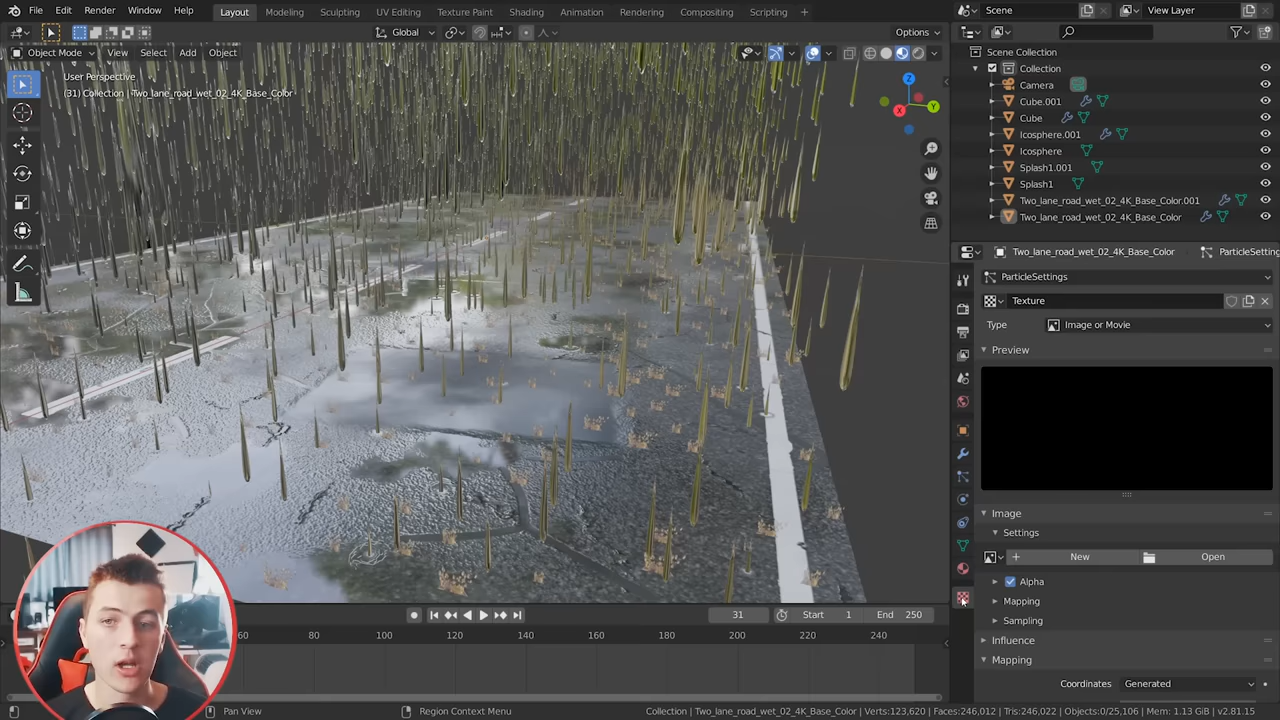 File Edit Render Window Help
Layout Modeling Sculpting UV Editing Texture Paint Shading Animation Rendering Compositing Scripting +
Scene
View Layer
Global
Options
Object Mode View Select Add Object
User Perspective
(31) Collection | Two_lane_road_wet_02_4K_Base_Color
Z
Y
X
Scene Collection
Collection
Camera
Cube.001
Cube
Icosphere.001
Icosphere
Splash1.001
Splash1
Two_lane_road_wet_02_4K_Base_Color.001
Two_lane_road_wet_02_4K_Base_Color
Two_lane_road_wet_02_4K_Base_Color
ParticleSetting
ParticleSettings
Texture
Type Image or Movie
Preview
Image
Settings
New Open
Alpha
Mapping
Sampling
Influence
Mapping
Coordinates Generated
31 Start 1 End 250
60 80 100 120 140 160 180 200 220 240
Pan View Region Context Menu
Collection | Two_lane_road_wet_02_4K_Base_Color | Verts:123,620 | Faces:246,012 | Tris:246,022 | Objects:0/25,106 | Mem: 1.13 GiB | v2.81.15